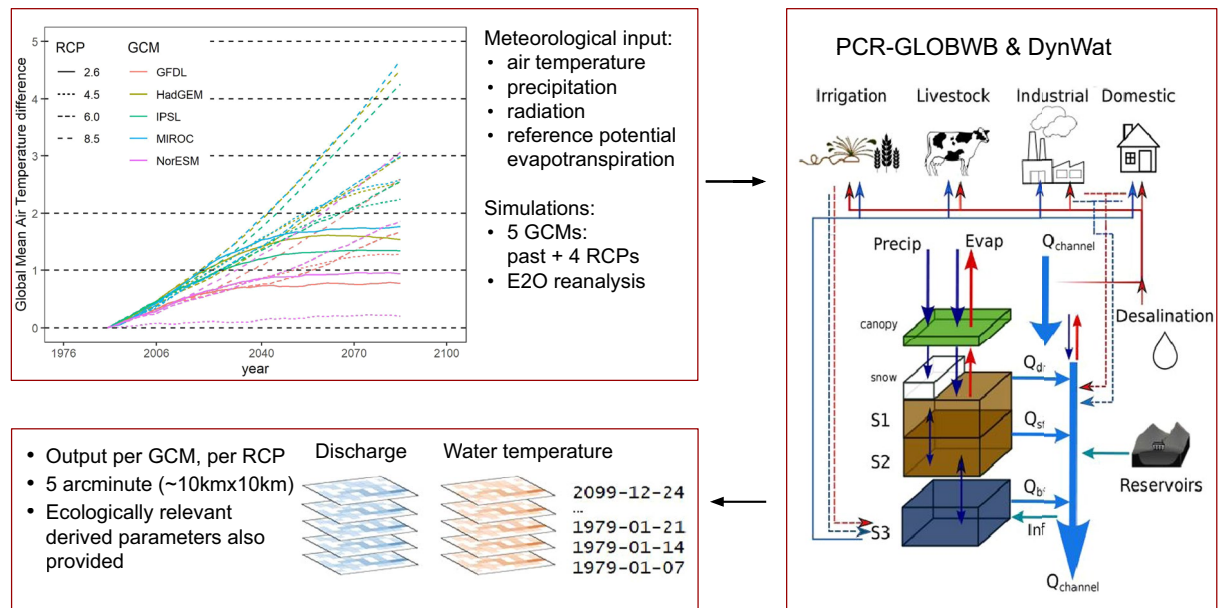 Global Mean Air Temperature difference
5
4
3
2
1
0
RCP
2.6
4.5
6.0
8.5
GCM
GFDL
HadGEM
IPSL
MIROC
NorESM
1976
2006
2040
2070
2100
year
Meteorological input:
• air temperature
• precipitation
• radiation
• reference potential
evapotranspiration
Simulations:
• 5 GCMs:
past + 4 RCPs
• E2O reanalysis
PCR-GLOBWB & DynWat
Irrigation
Livestock
Industrial
Domestic
Precip
Evap
Qchannel
canopy
snow
S1
S2
S3
Qdr
Qsf
Qbf
Inf
Desalination
Reservoirs
Qchannel
• Output per GCM, per RCP
• 5 arcminute (~10kmx10km)
• Ecologically relevant
derived parameters also
provided
Discharge
Water temperature
2099-12-24
...
1979-01-21
1979-01-14
1979-01-07